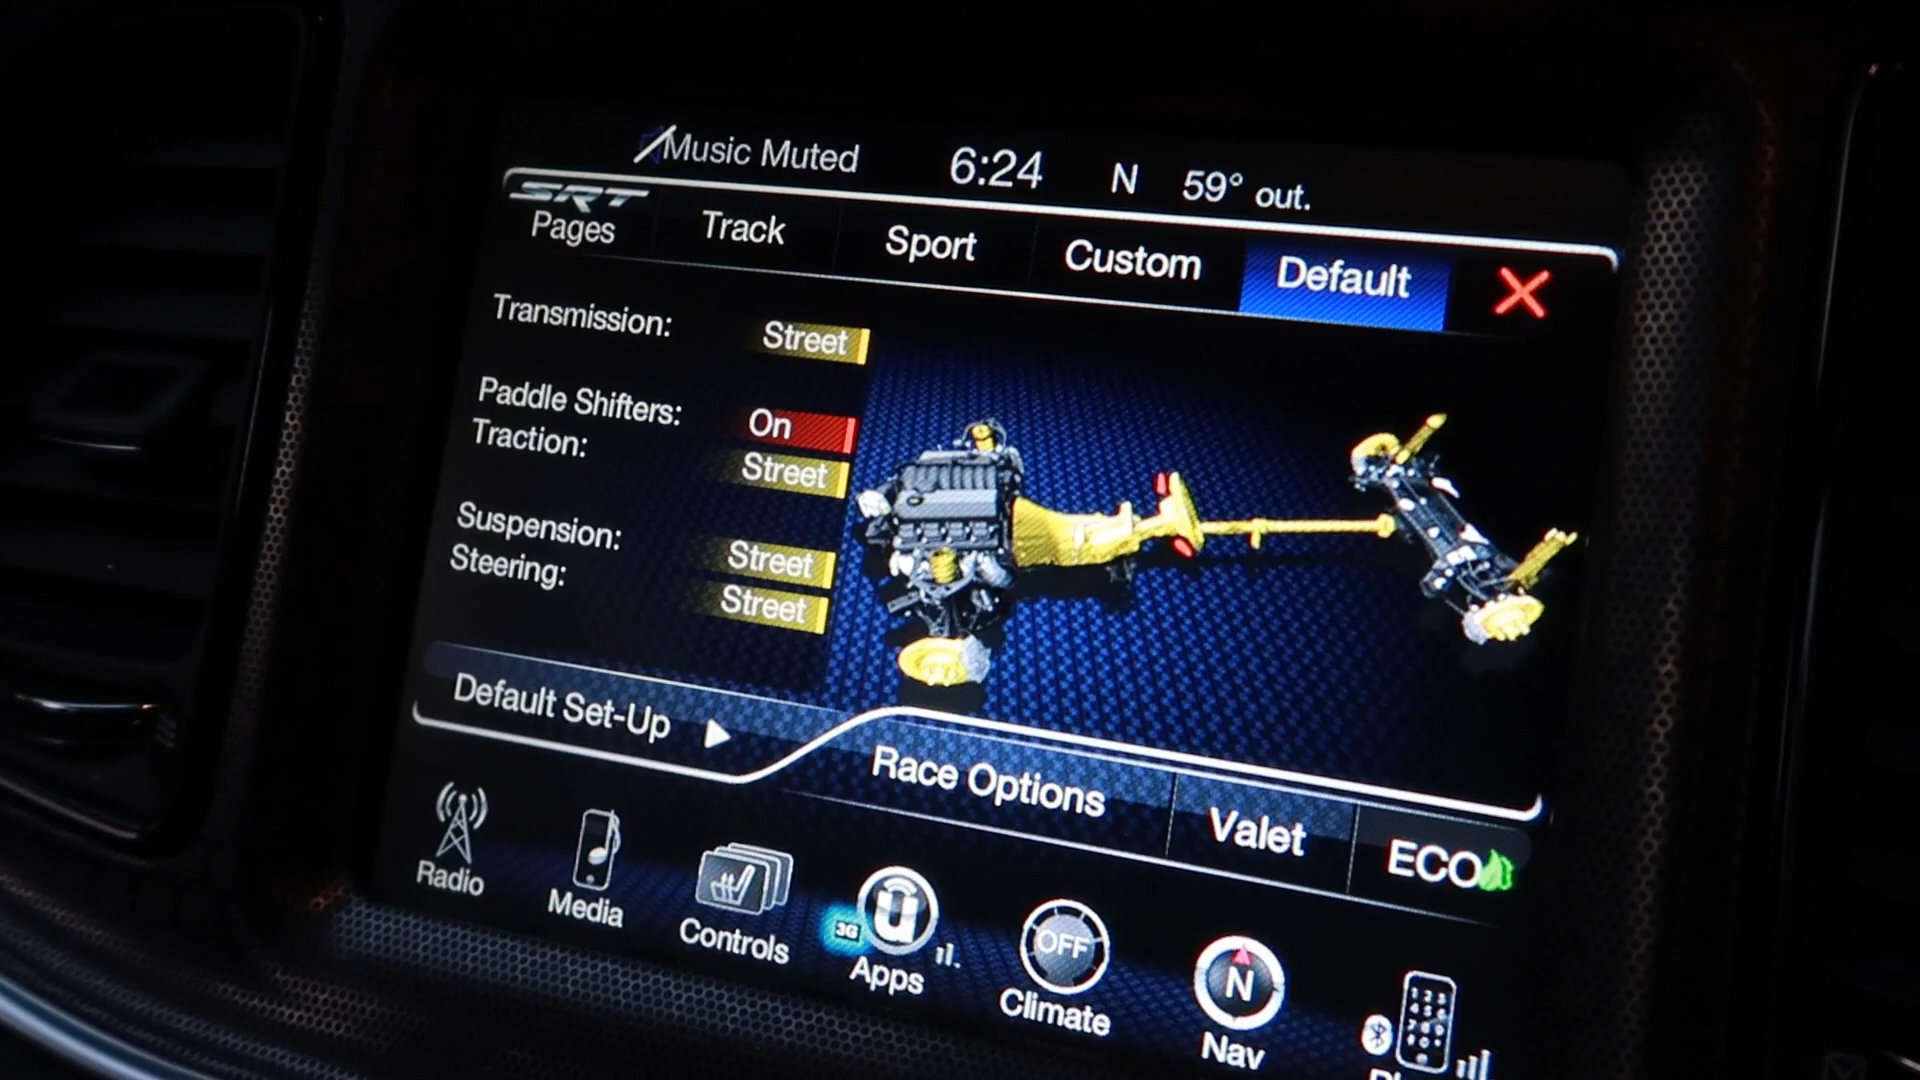 Music Muted 6:24 N 59° out.
SRT
Pages Track Sport Custom Default
Transmission: Street
Paddle Shifters: On
Traction: Street
Suspension: Street
Steering: Street
Default Set-Up
Race Options Valet ECO
Radio Media Controls 3G Apps OFF Climate N Nav